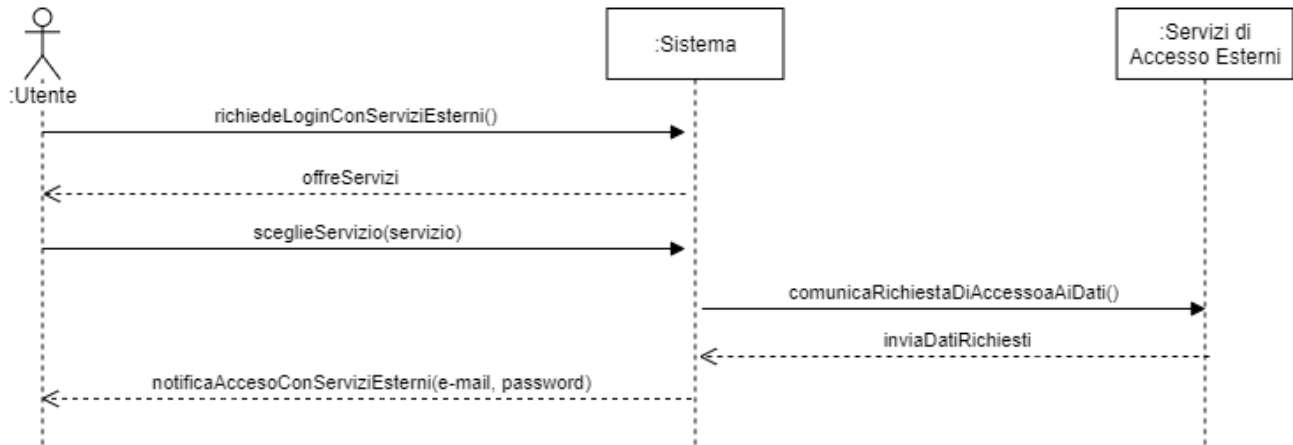 :Utente
:Sistema
:Servizi di
Accesso Esterni
richiedeLoginConServiziEsterni()
offreServizi
sceglieServizio(servizio)
comunicaRichiestaDiAccessoaAiDati()
inviaDatiRichiesti
notificaAccesoConServiziEsterni(e-mail, password)